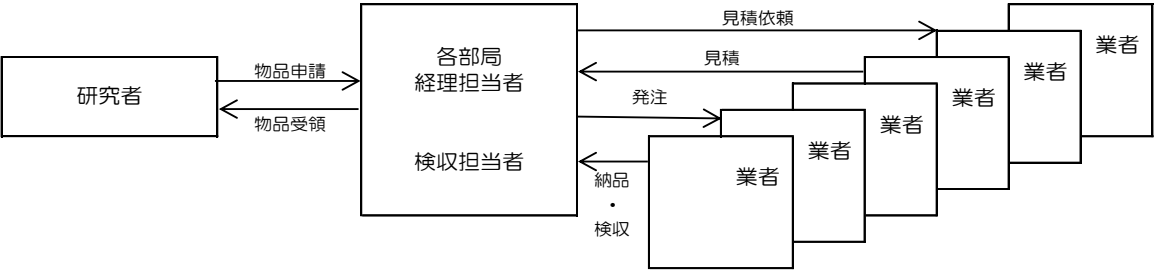 研究者
物品申請
物品受領
各部局
経理担当者
検収担当者
見積依頼
見積
発注
納品
・
検収
業者
業者
業者
業者
業者
業者